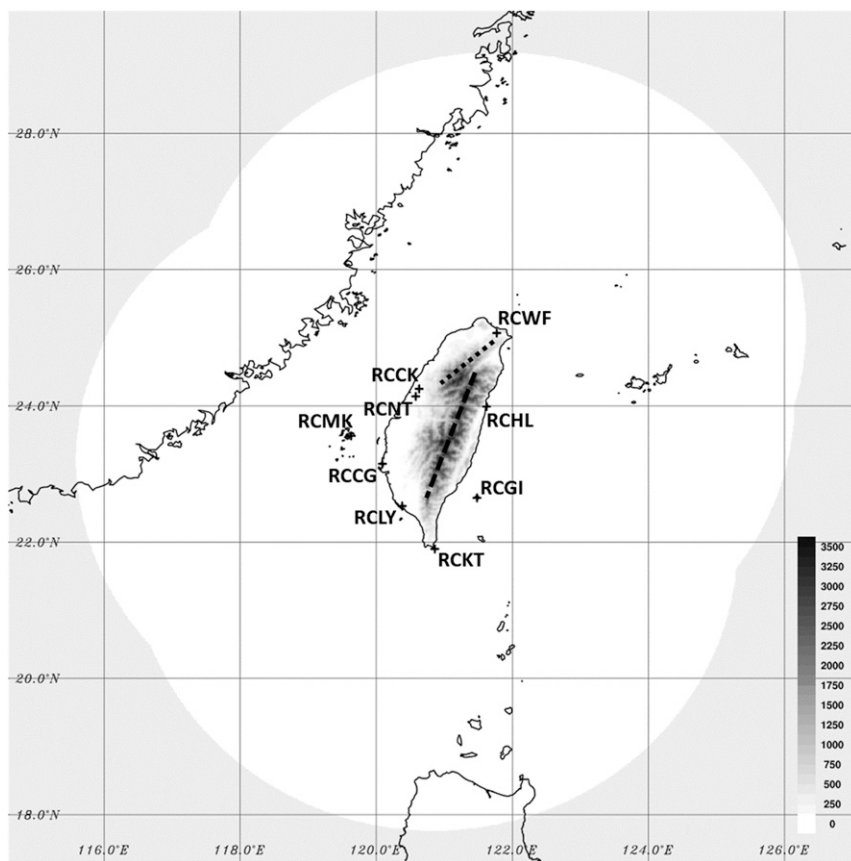 28.0°N
26.0°N
RCWF
RCCK
24.0°N
RCNT
RCMK
RCHL
RCCG
RCGI
RCLY
22.0°N
RCKT
3500
3250
3000
2750
2500
2250
2000
1750
1500
1250
1000
750
500
250
0
20.0°N
18.0°N
116.0°E
118.0°E
120.0°E
122.0°E
124.0°E
126.0°E